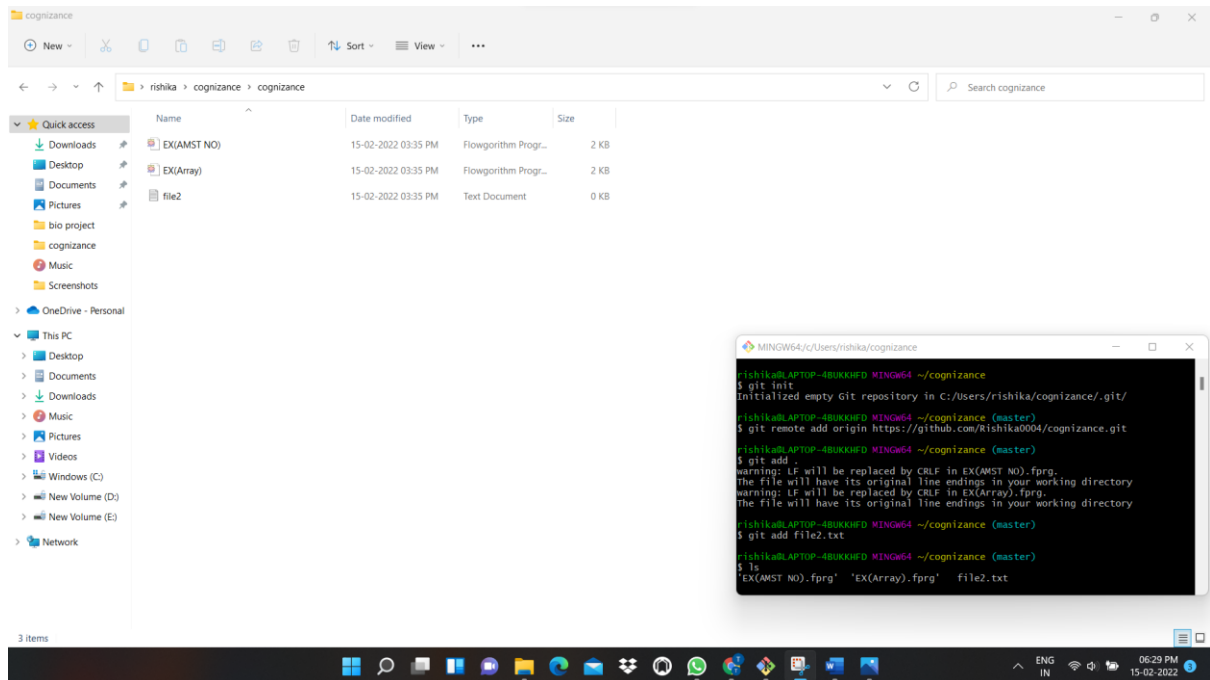 cognizance
New
Sort
View
rishika > cognizance > cognizance
Search cognizance
Name Date modified Type Size
Quick access
Downloads
Desktop
Documents
Pictures
bio project
cognizance
Music
Screenshots
OneDrive - Personal
This PC
Desktop
Documents
Downloads
Music
Pictures
Videos
Windows (C:)
New Volume (D:)
New Volume (E:)
Network
EX(AMST NO) 15-02-2022 03:35 PM Flowgorithm Progr... 2 KB
EX(Array) 15-02-2022 03:35 PM Flowgorithm Progr... 2 KB
file2 15-02-2022 03:35 PM Text Document 0 KB
MINGW64:/c/Users/rishika/cognizance
rishika@LAPTOP-4BUKKHFD MINGW64 ~/cognizance
$ git init
Initialized empty Git repository in C:/Users/rishika/cognizance/.git/
rishika@LAPTOP-4BUKKHFD MINGW64 ~/cognizance (master)
$ git remote add origin https://github.com/Rishika0004/cognizance.git
rishika@LAPTOP-4BUKKHFD MINGW64 ~/cognizance (master)
$ git add .
warning: LF will be replaced by CRLF in EX(AMST NO).fprg.
The file will have its original line endings in your working directory
warning: LF will be replaced by CRLF in EX(Array).fprg.
The file will have its original line endings in your working directory
rishika@LAPTOP-4BUKKHFD MINGW64 ~/cognizance (master)
$ git add file2.txt
rishika@LAPTOP-4BUKKHFD MINGW64 ~/cognizance (master)
$ ls
'EX(AMST NO).fprg' 'EX(Array).fprg' file2.txt
3 items
ENG
IN
06:29 PM
15-02-2022
3